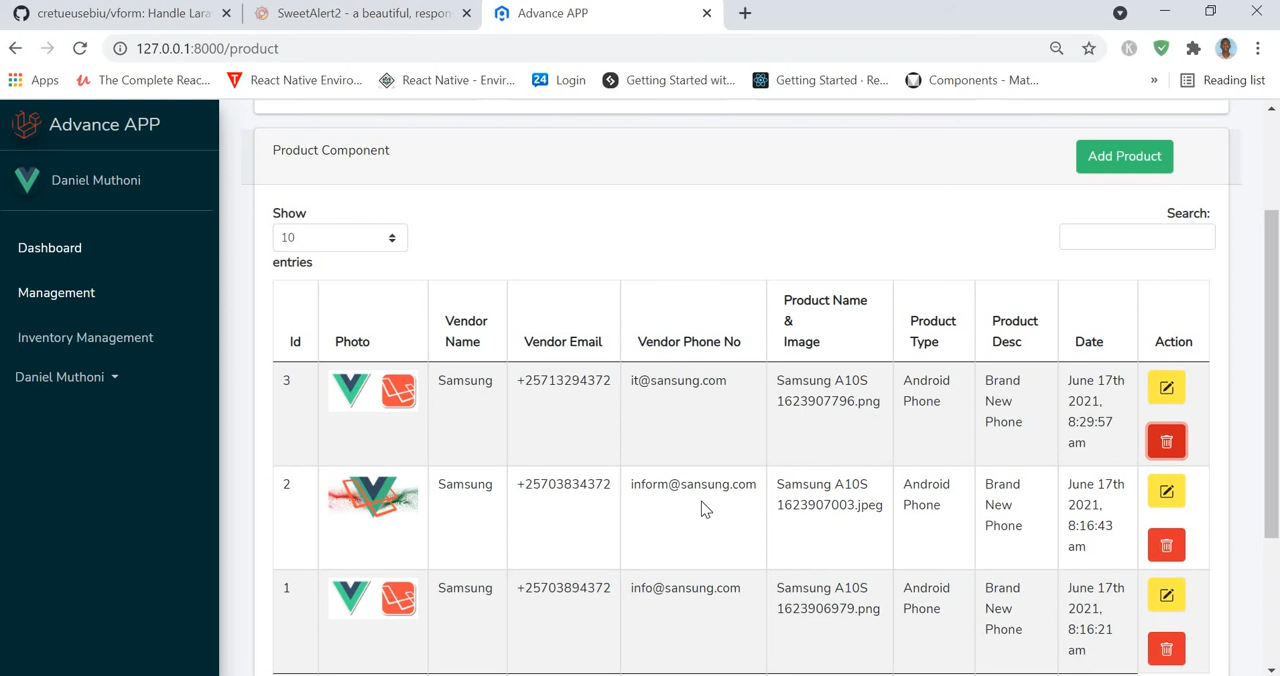 cretueusebiu/vform: Handle Lara
SweetAlert2 - a beautiful, respon
Advance APP
127.0.0.1:8000/product
K
Apps
The Complete Reac...
React Native Enviro...
React Native - Envir...
24 Login
Getting Started wit...
Getting Started · Re...
Components - Mat...
»
Reading list
Advance APP
Daniel Muthoni
Dashboard
Management
Inventory Management
Daniel Muthoni
Product Component
Add Product
Show
10
entries
Search:
Id
Photo
Vendor
Name
Vendor Email
Vendor Phone No
Product Name
&
Image
Product
Type
Product
Desc
Date
Action
3
Samsung
+25713294372
it@sansung.com
Samsung A10S
1623907796.png
Android
Phone
Brand
New
Phone
June 17th
2021,
8:29:57
am
2
Samsung
+25703834372
inform@sansung.com
Samsung A10S
1623907003.jpeg
Android
Phone
Brand
New
Phone
June 17th
2021,
8:16:43
am
1
Samsung
+25703894372
info@sansung.com
Samsung A10S
1623906979.png
Android
Phone
Brand
New
Phone
June 17th
2021,
8:16:21
am